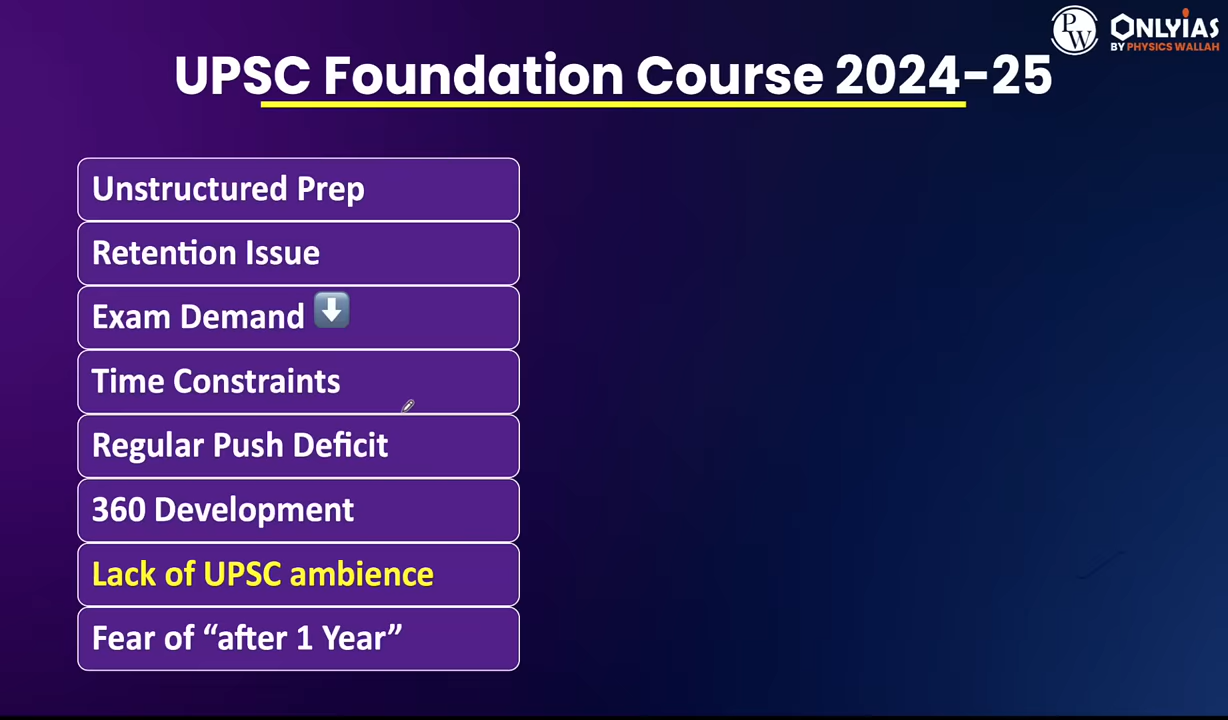 PW
ONLYIAS
BY PHYSICS WALLAH
UPSC Foundation Course 2024-25
Unstructured Prep
Retention Issue
Exam Demand ⬇️
Time Constraints
Regular Push Deficit
360 Development
Lack of UPSC ambience
Fear of “after 1 Year”